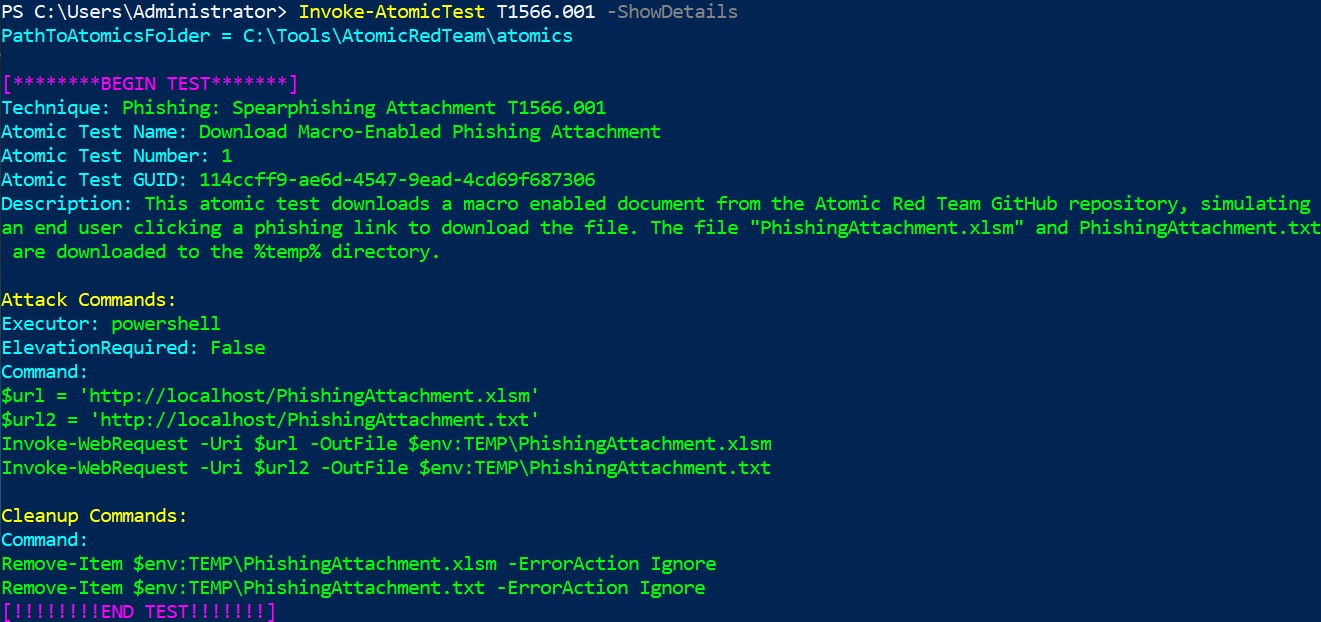 PS C:\Users\Administrator> Invoke-AtomicTest T1566.001 -ShowDetails
PathToAtomicsFolder = C:\Tools\AtomicRedTeam\atomics
[********BEGIN TEST*******]
Technique: Phishing: Spearphishing Attachment T1566.001
Atomic Test Name: Download Macro-Enabled Phishing Attachment
Atomic Test Number: 1
Atomic Test GUID: 114ccff9-ae6d-4547-9ead-4cd69f687306
Description: This atomic test downloads a macro enabled document from the Atomic Red Team GitHub repository, simulating
an end user clicking a phishing link to download the file. The file "PhishingAttachment.xlsm" and PhishingAttachment.txt
are downloaded to the %temp% directory.
Attack Commands:
Executor: powershell
ElevationRequired: False
Command:
$url = 'http://localhost/PhishingAttachment.xlsm'
$url2 = 'http://localhost/PhishingAttachment.txt'
Invoke-WebRequest -Uri $url -OutFile $env:TEMP\PhishingAttachment.xlsm
Invoke-WebRequest -Uri $url2 -OutFile $env:TEMP\PhishingAttachment.txt
Cleanup Commands:
Command:
Remove-Item $env:TEMP\PhishingAttachment.xlsm -ErrorAction Ignore
Remove-Item $env:TEMP\PhishingAttachment.txt -ErrorAction Ignore
[!!!!!!!!END TEST!!!!!!!]